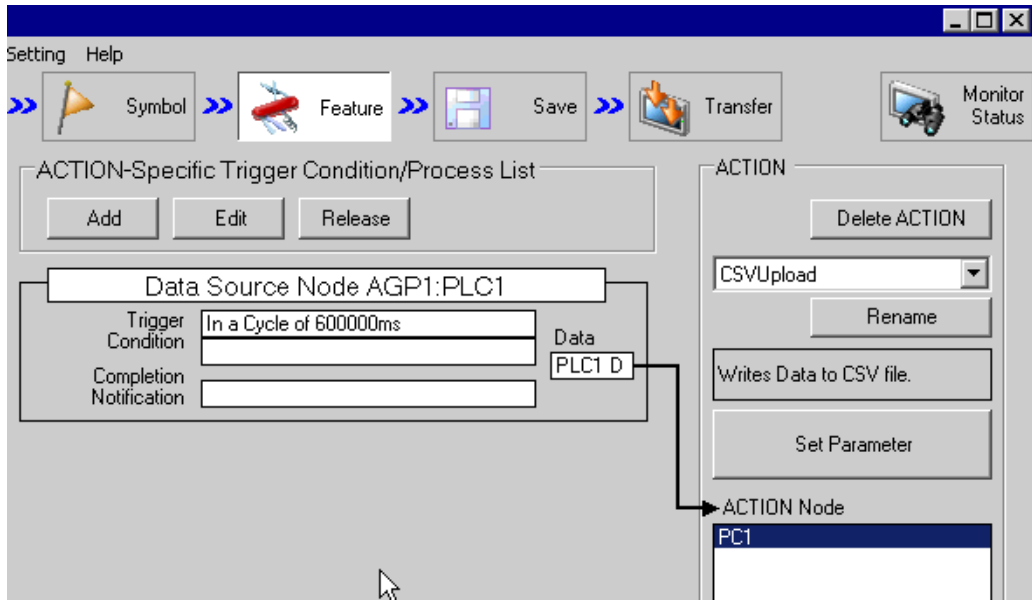 Setting Help
Symbol Feature Save Transfer Monitor Status
ACTION-Specific Trigger Condition/Process List
Add Edit Release
Data Source Node AGP1:PLC1
Trigger Condition In a Cycle of 600000ms
Data
PLC1 D
Completion Notification
ACTION
Delete ACTION
CSVUpload
Rename
Writes Data to CSV file.
Set Parameter
ACTION Node
PC1